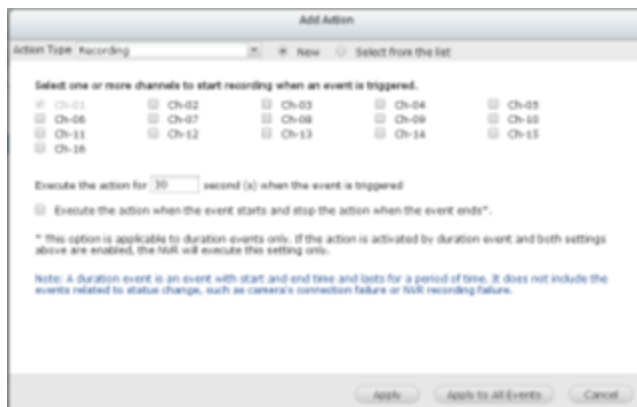 Add Action
Action Type Recording New Select from the list
Select one or more channels to start recording when an event is triggered.
Ch-01 Ch-02 Ch-03 Ch-04 Ch-05
Ch-06 Ch-07 Ch-08 Ch-09 Ch-10
Ch-11 Ch-12 Ch-13 Ch-14 Ch-15
Ch-16
Execute the action for 30 second (s) when the event is triggered
Execute the action when the event starts and stop the action when the event ends*.
* This option is applicable to duration events only. If the action is activated by duration event and both settings
above are enabled, the NVR will execute this setting only.
Note: A duration event is an event with start and end time and lasts for a period of time. It does not include the
events related to status change, such as camera's connection failure or NVR recording failure.
Apply Apply to All Events Cancel